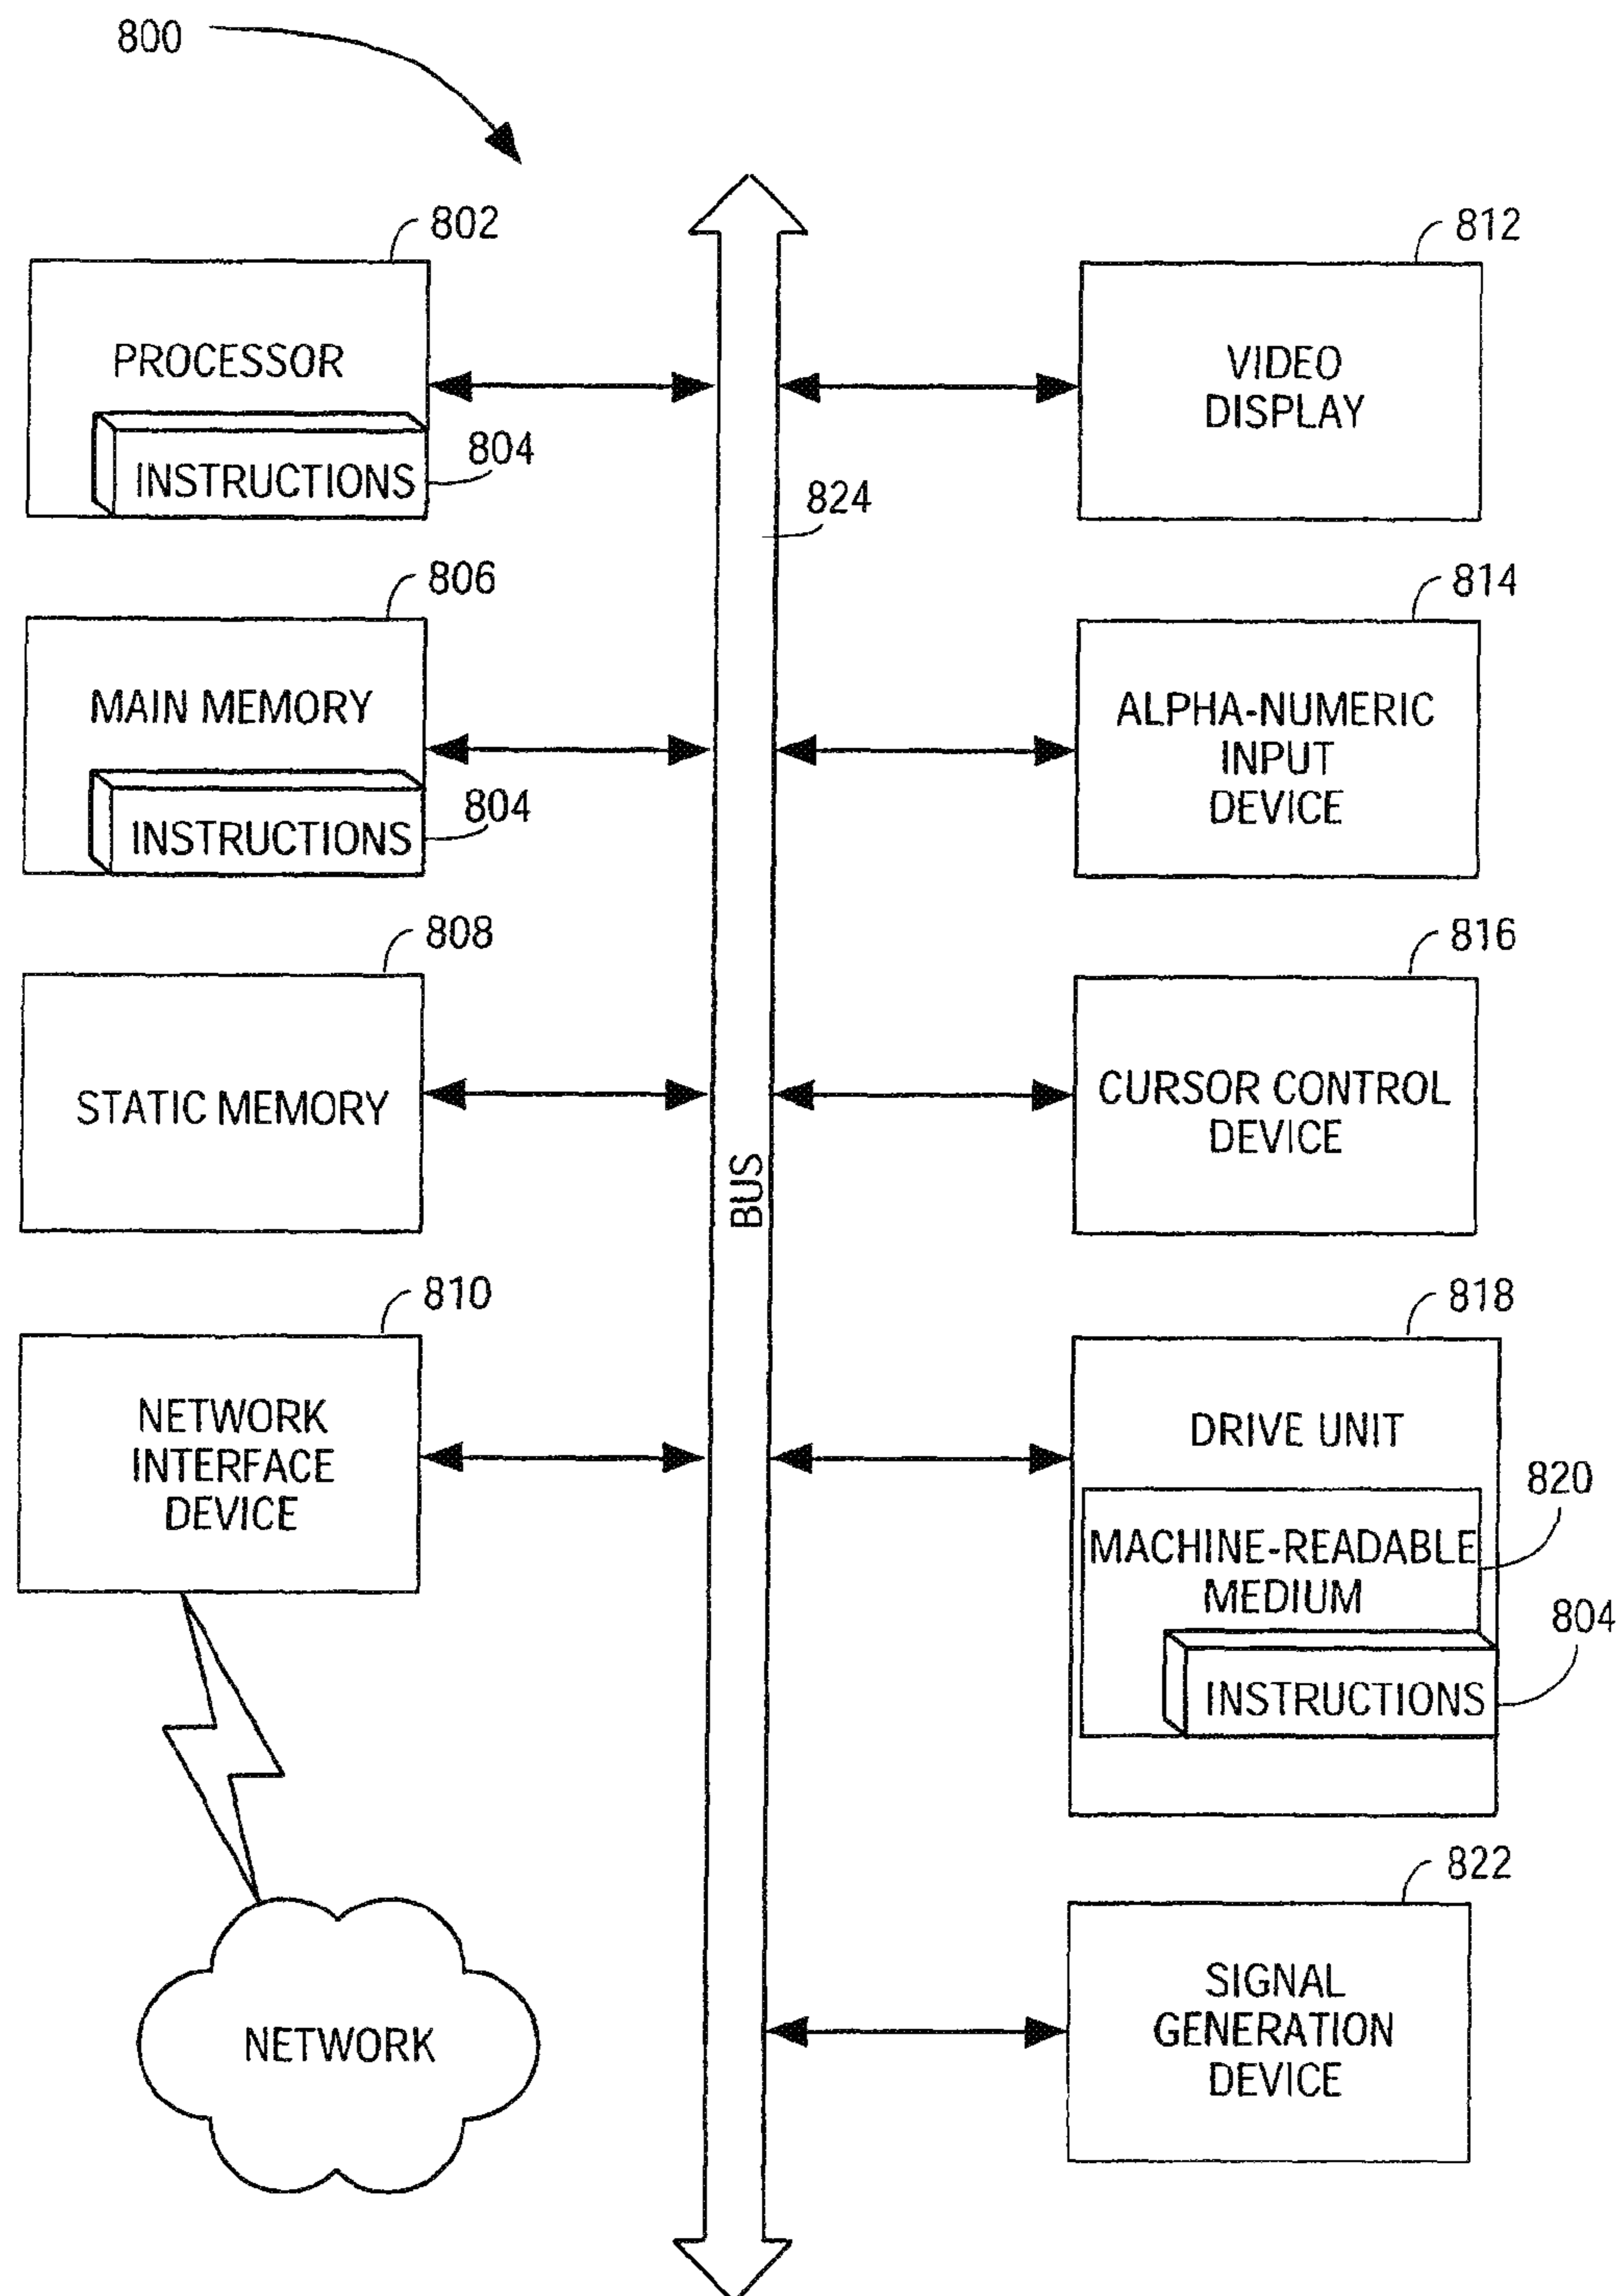 800
802
PROCESSOR
INSTRUCTIONS
804
806
MAIN MEMORY
INSTRUCTIONS
804
808
STATIC MEMORY
810
NETWORK
INTERFACE
DEVICE
NETWORK
824
BUS
812
VIDEO
DISPLAY
814
ALPHA-NUMERIC
INPUT
DEVICE
816
CURSOR CONTROL
DEVICE
818
DRIVE UNIT
820
MACHINE-READABLE
MEDIUM
804
INSTRUCTIONS
822
SIGNAL
GENERATION
DEVICE